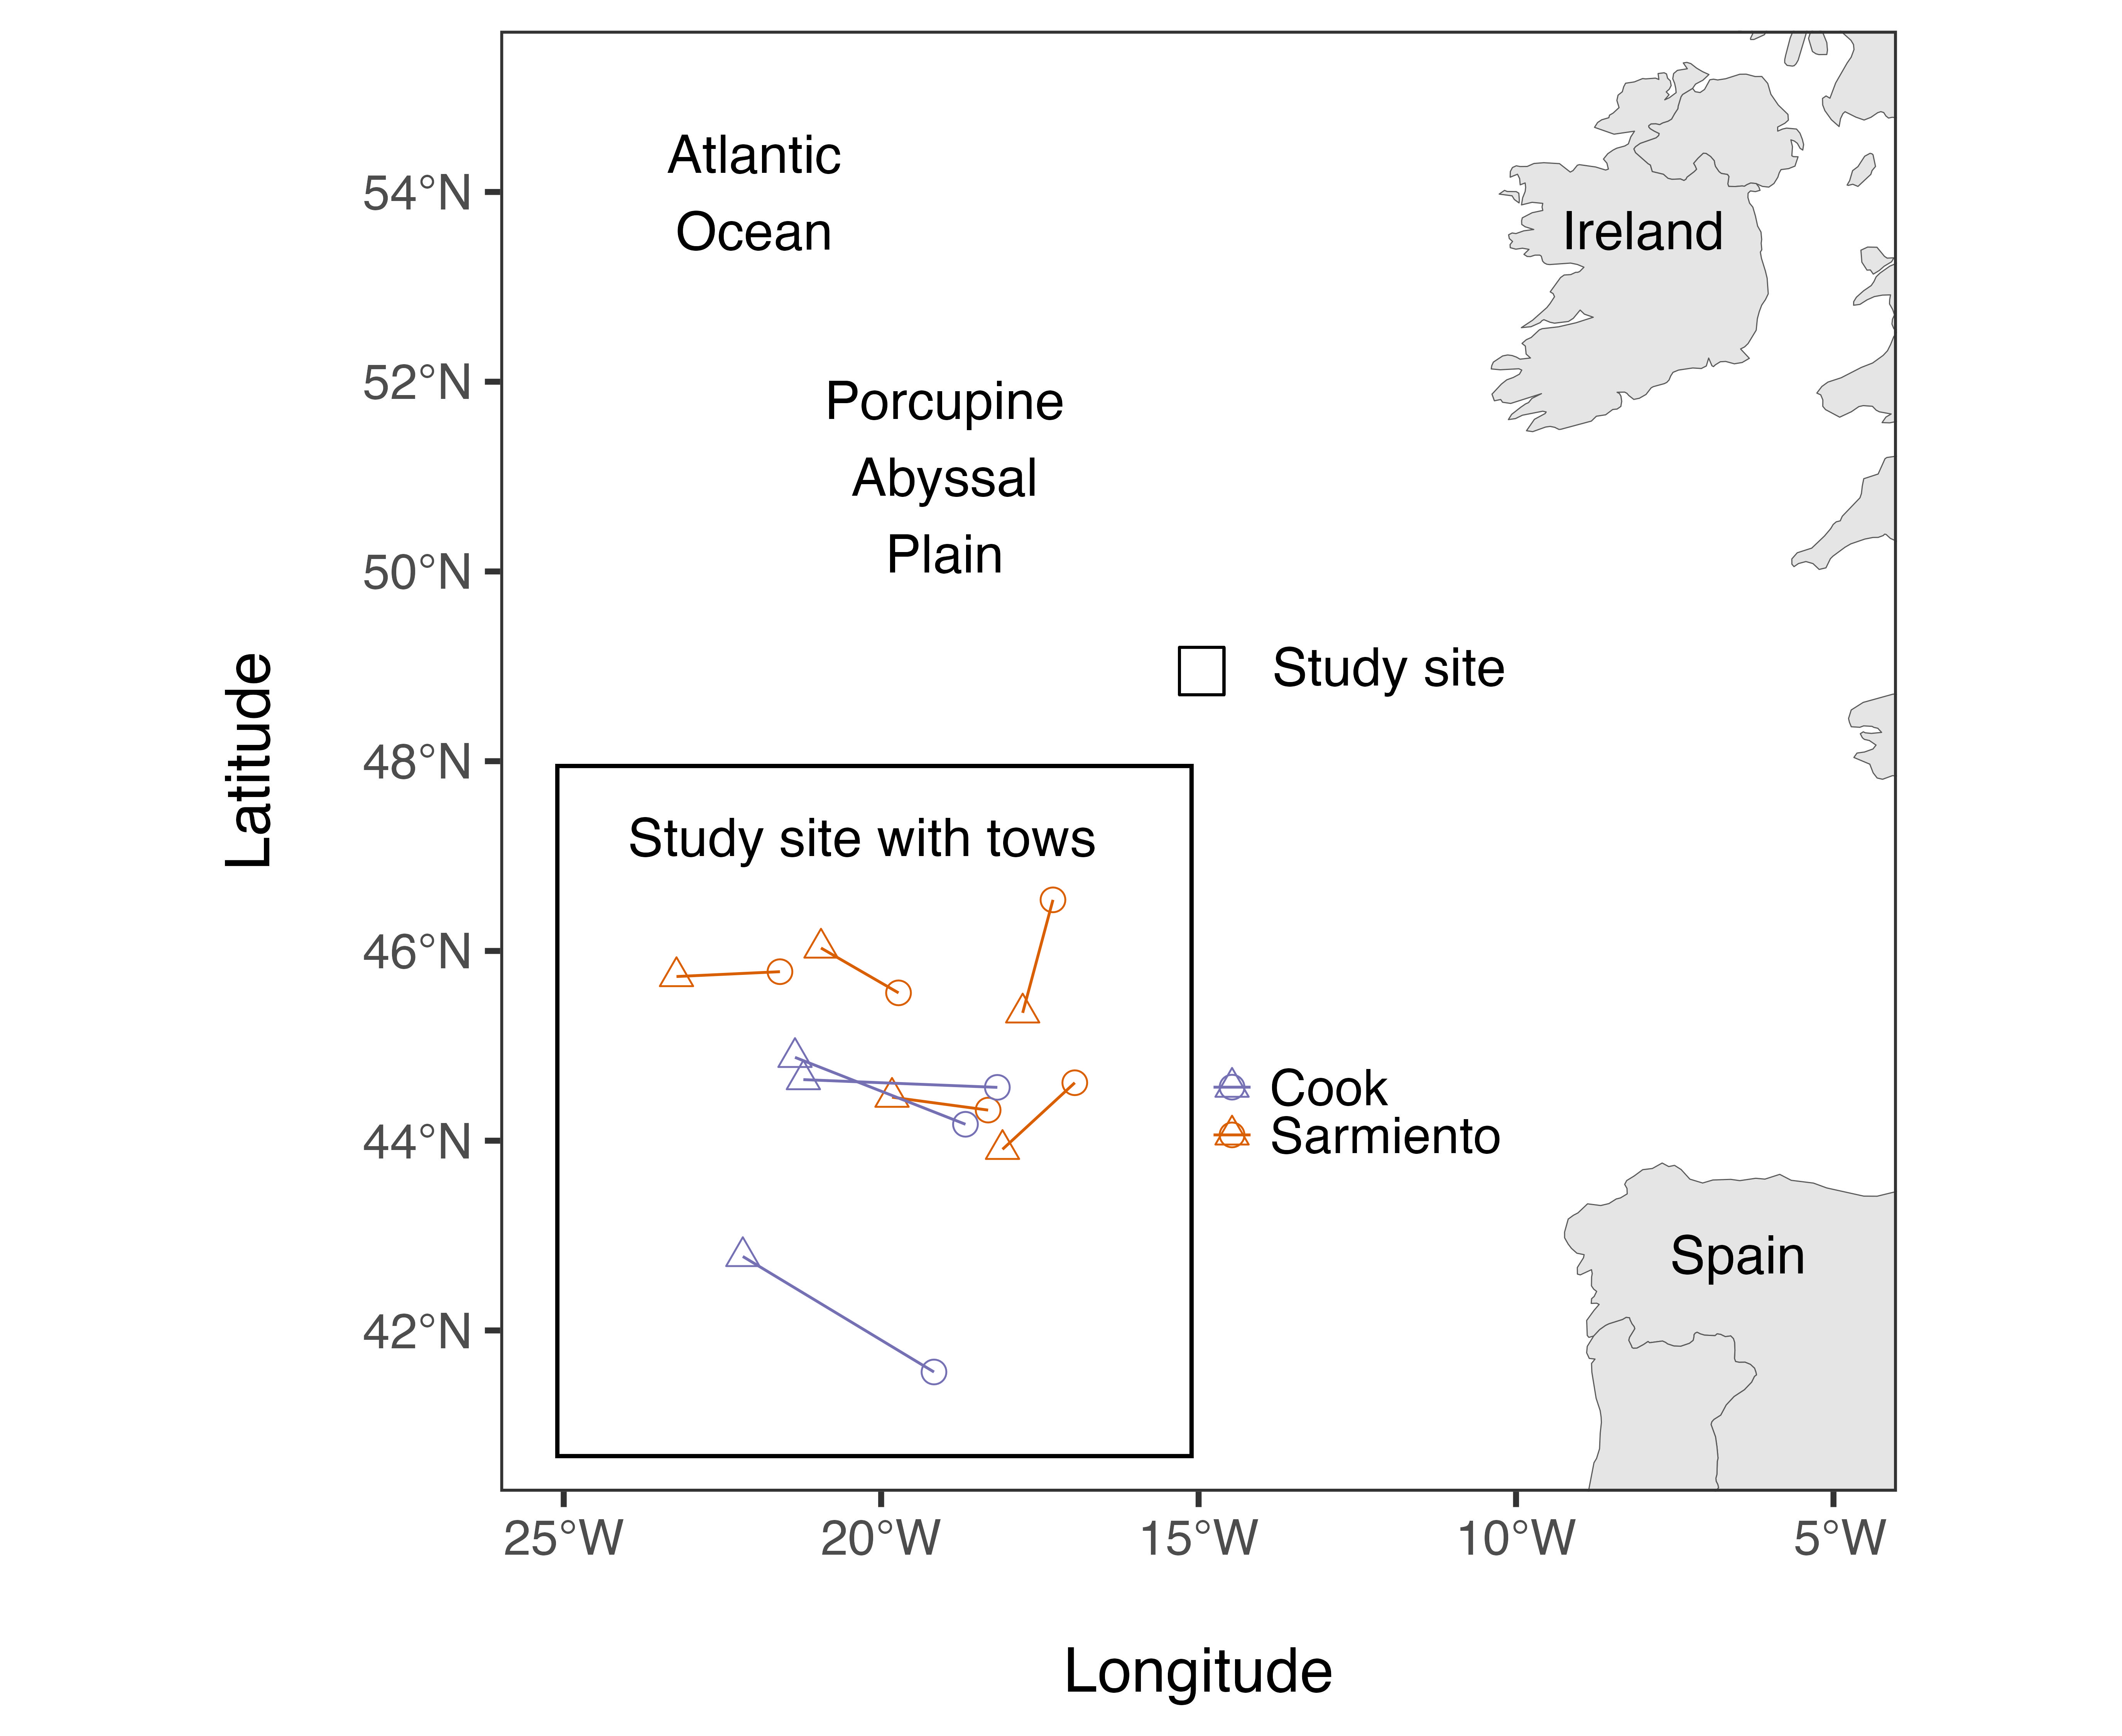 Atlantic
Ocean
Ireland
Porcupine
Abyssal
Plain
Study site
Study site with tows
Cook
Sarmiento
Spain
Latitude
54°N
52°N
50°N
48°N
46°N
44°N
42°N
25°W
20°W
15°W
10°W
5°W
Longitude